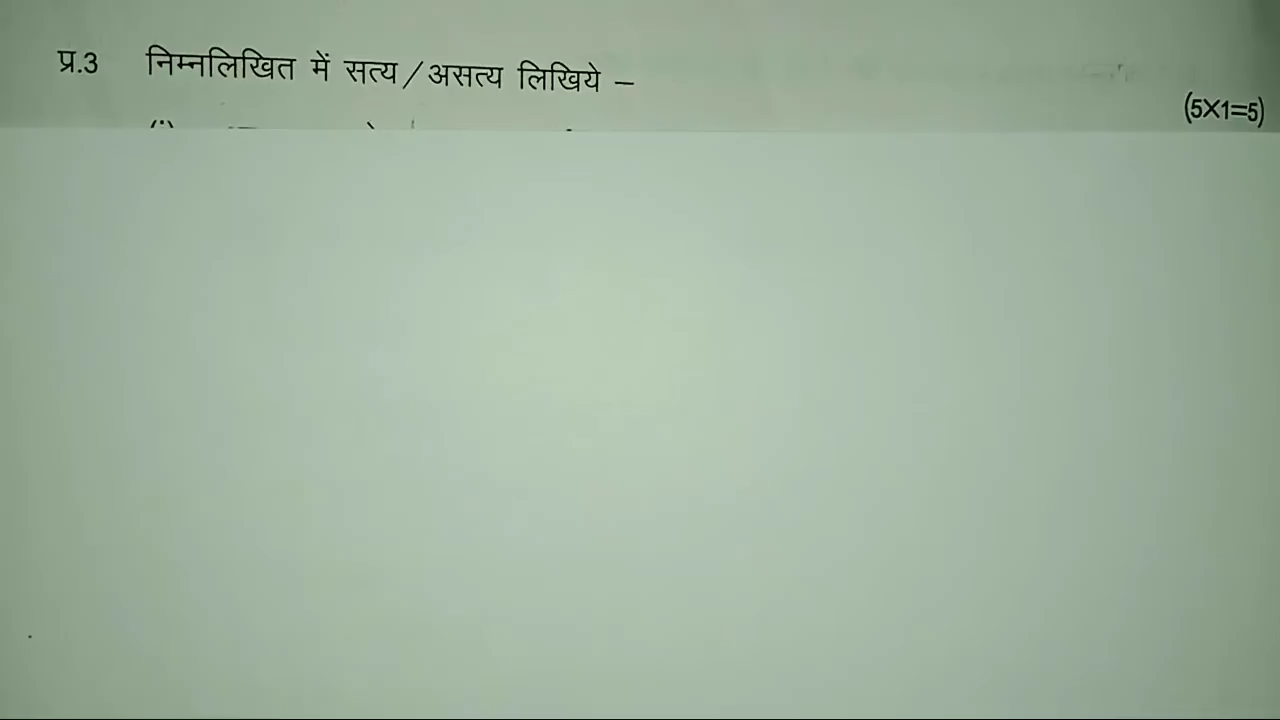 प्र.3 निम्नलिखित में सत्य / असत्य लिखिये –
(5X1=5)